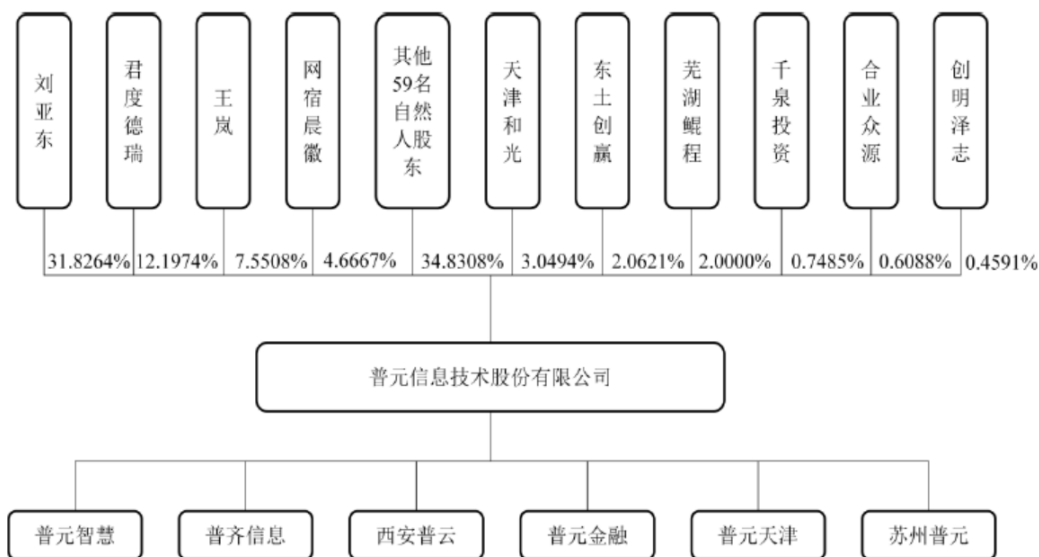 刘亚东
君度德瑞
王岚
网宿晨徽
其他
59名
自然
人股
东
天津和光
东土创赢
芜湖鲲程
千泉投资
合业众源
创明泽志
31.8264%
12.1974%
7.5508%
4.6667%
34.8308%
3.0494%
2.0621%
2.0000%
0.7485%
0.6088%
0.4591%
普元信息技术股份有限公司
普元智慧
普齐信息
西安普云
普元金融
普元天津
苏州普元